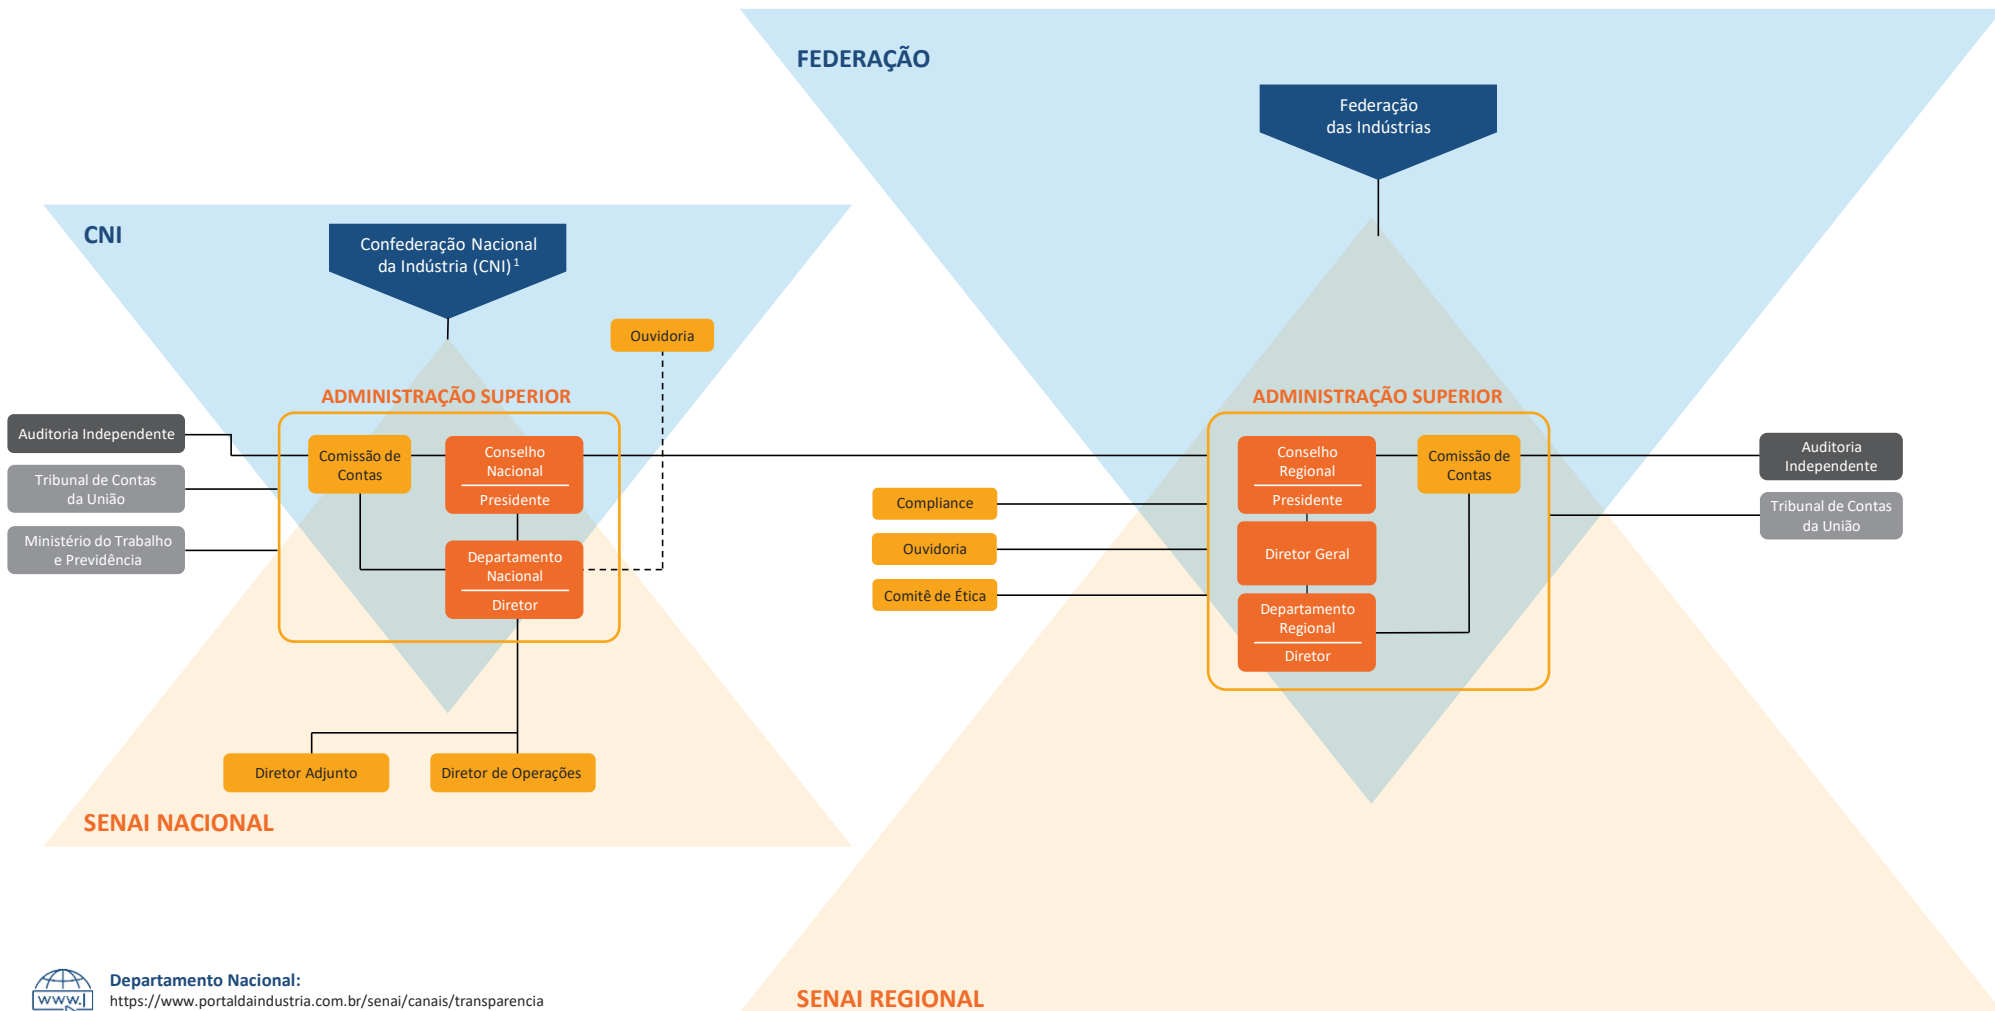 FEDERAÇÃO
Federação
das Indústrias
CNI
Confederação Nacional
da Indústria (CNI)¹
Ouvidoria
ADMINISTRAÇÃO SUPERIOR
Auditoria Independente
Tribunal de Contas
da União
Ministério do Trabalho
e Previdência
Comissão de
Contas
Conselho
Nacional
Presidente
Departamento
Nacional
Diretor
Diretor Adjunto
Diretor de Operações
SENAI NACIONAL
ADMINISTRAÇÃO SUPERIOR
Compliance
Ouvidoria
Comitê de Ética
Conselho
Regional
Presidente
Diretor Geral
Departamento
Regional
Diretor
Comissão de
Contas
Auditoria
Independente
Tribunal de Contas
da União
SENAI REGIONAL
www.
Departamento Nacional:
https://www.portaldaindustria.com.br/senai/canais/transparencia